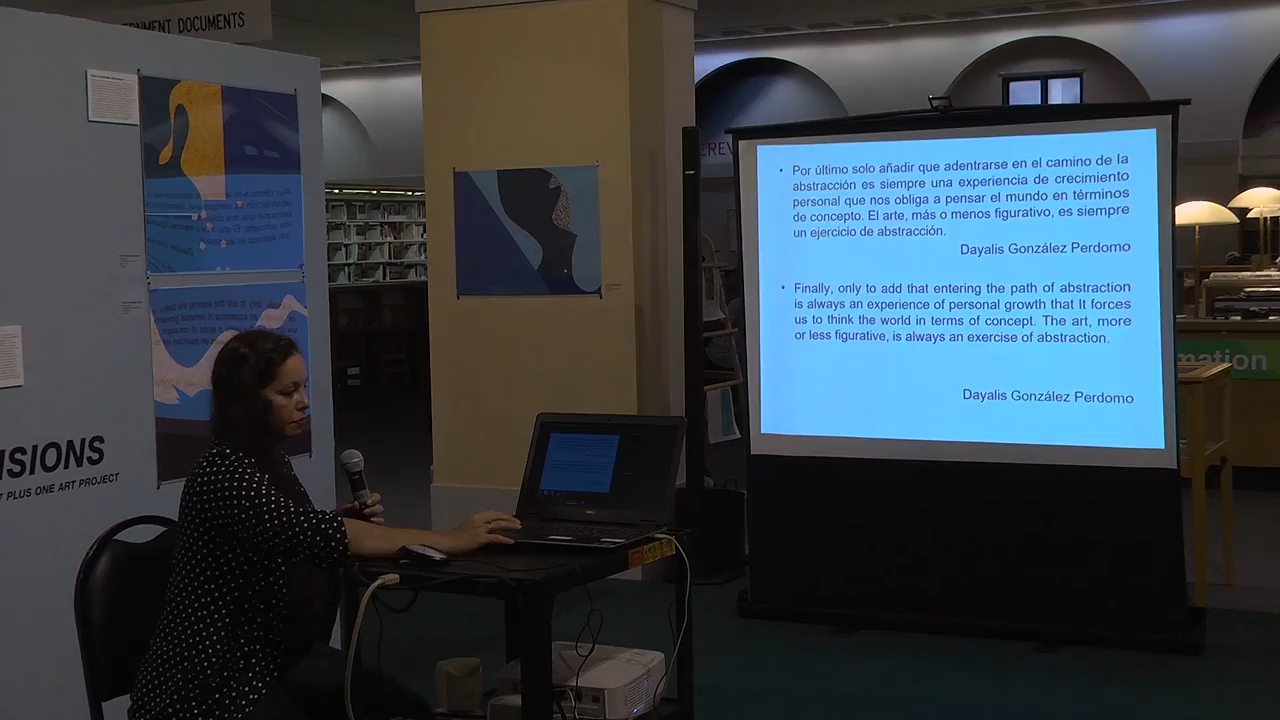 RNMENT DOCUMENTS
• Por último solo añadir que adentrarse en el camino de la
abstracción es siempre una experiencia de crecimiento
personal que nos obliga a pensar el mundo en términos
de concepto. El arte, más o menos figurativo, es siempre
un ejercicio de abstracción.
Dayalis González Perdomo
• Finally, only to add that entering the path of abstraction
is always an experience of personal growth that It forces
us to think the world in terms of concept. The art, more
or less figurative, is always an exercise of abstraction.
Dayalis González Perdomo
EREV
mation
ISIONS
7 PLUS ONE ART PROJECT
DELL